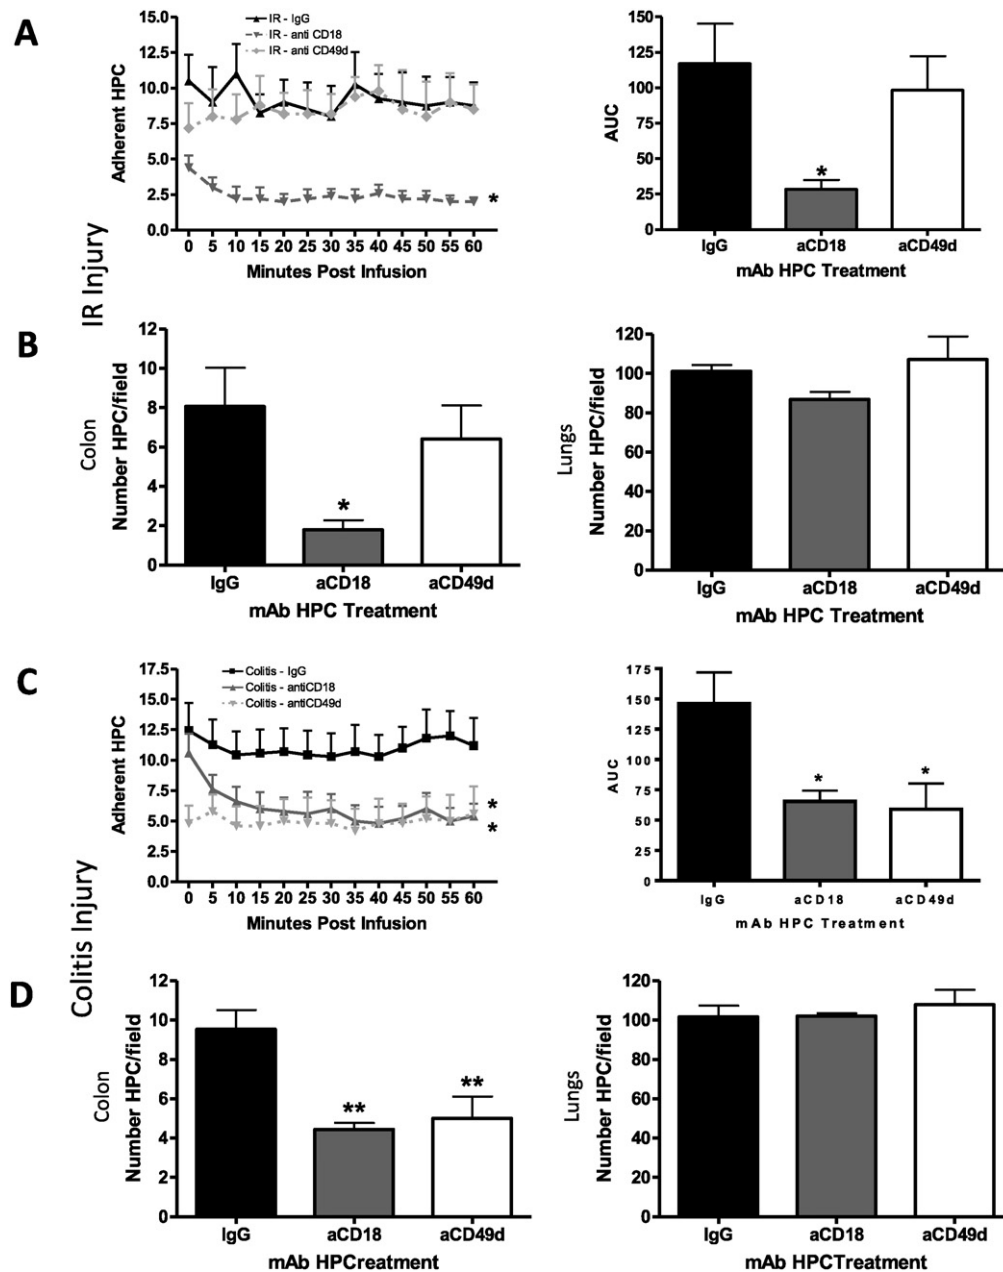 A
Adherent HPC
15.0
12.5
10.0
7.5
5.0
2.5
0.0
IR - IgG
IR - anti CD18
IR - anti CD49d
*
0 5 10 15 20 25 30 35 40 45 50 55 60
Minutes Post Infusion
AUC
150
125
100
75
50
25
0
*
IgG aCD18 aCD49d
mAb HPC Treatment
IR Injury
B
Colon
Number HPC/field
12
10
8
6
4
2
0
*
IgG aCD18 aCD49d
mAb HPC Treatment
Lungs
Number HPC/field
120
100
80
60
40
20
0
IgG aCD18 aCD49d
mAb HPC Treatment
C
Adherent HPC
17.5
15.0
12.5
10.0
7.5
5.0
2.5
0.0
Colitis - IgG
Colitis - antiCD18
Colitis - antiCD49d
*
*
0 5 10 15 20 25 30 35 40 45 50 55 60
Minutes Post Infusion
AUC
175
150
125
100
75
50
25
0
* *
IgG aCD18 aCD49d
mAb HPC Treatment
Colitis Injury
D
Colon
Number HPC/field
12
10
8
6
4
2
0
** **
IgG aCD18 aCD49d
mAb HPCreatment
Lungs
Number HPC/field
120
100
80
60
40
20
0
IgG aCD18 aCD49d
mAb HPCTreatment